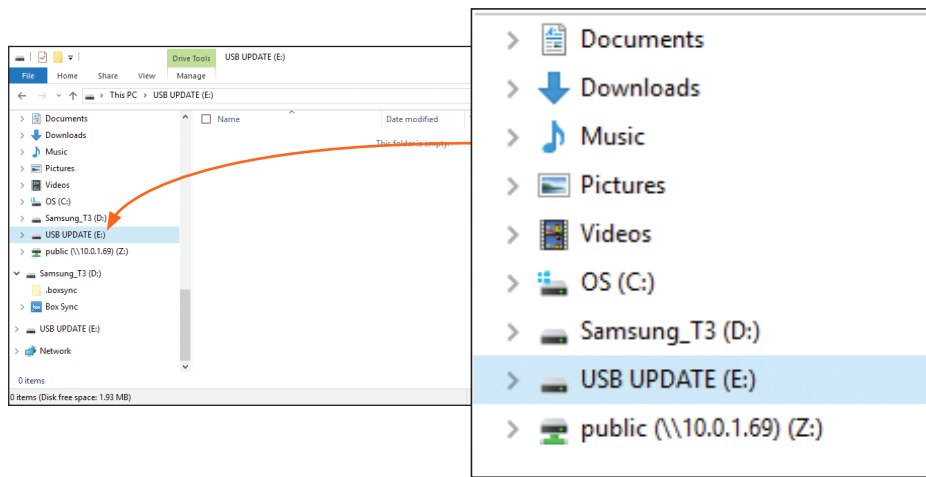 Drive Tools USB UPDATE (E:)
File Home Share View Manage
This PC > USB UPDATE (E:)
Documents
Downloads
Music
Pictures
Videos
OS (C:)
Samsung_T3 (D:)
USB UPDATE (E:)
public (\\10.0.1.69) (Z:)
Samsung_T3 (D:)
.boxsync
Box Sync
USB UPDATE (E:)
Network
Name Date modified
This folder is empty.
0 items
0 items (Disk free space: 1.93 MB)
Documents
Downloads
Music
Pictures
Videos
OS (C:)
Samsung_T3 (D:)
USB UPDATE (E:)
public (\\10.0.1.69) (Z:)